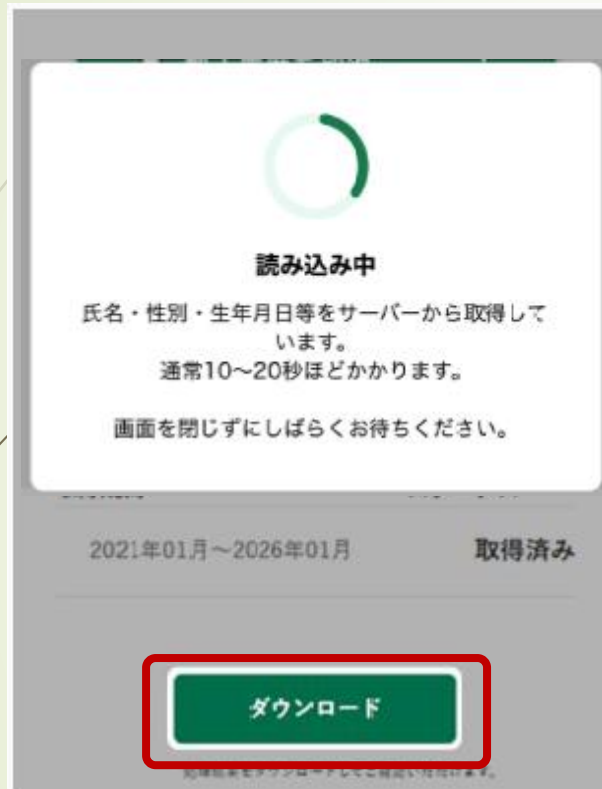 読み込み中
氏名・性別・生年月日等をサーバーから取得して
います。
通常10〜20秒ほどかかります。
画面を閉じずにしばらくお待ちください。
2021年01月〜2026年01月 取得済み
ダウンロード